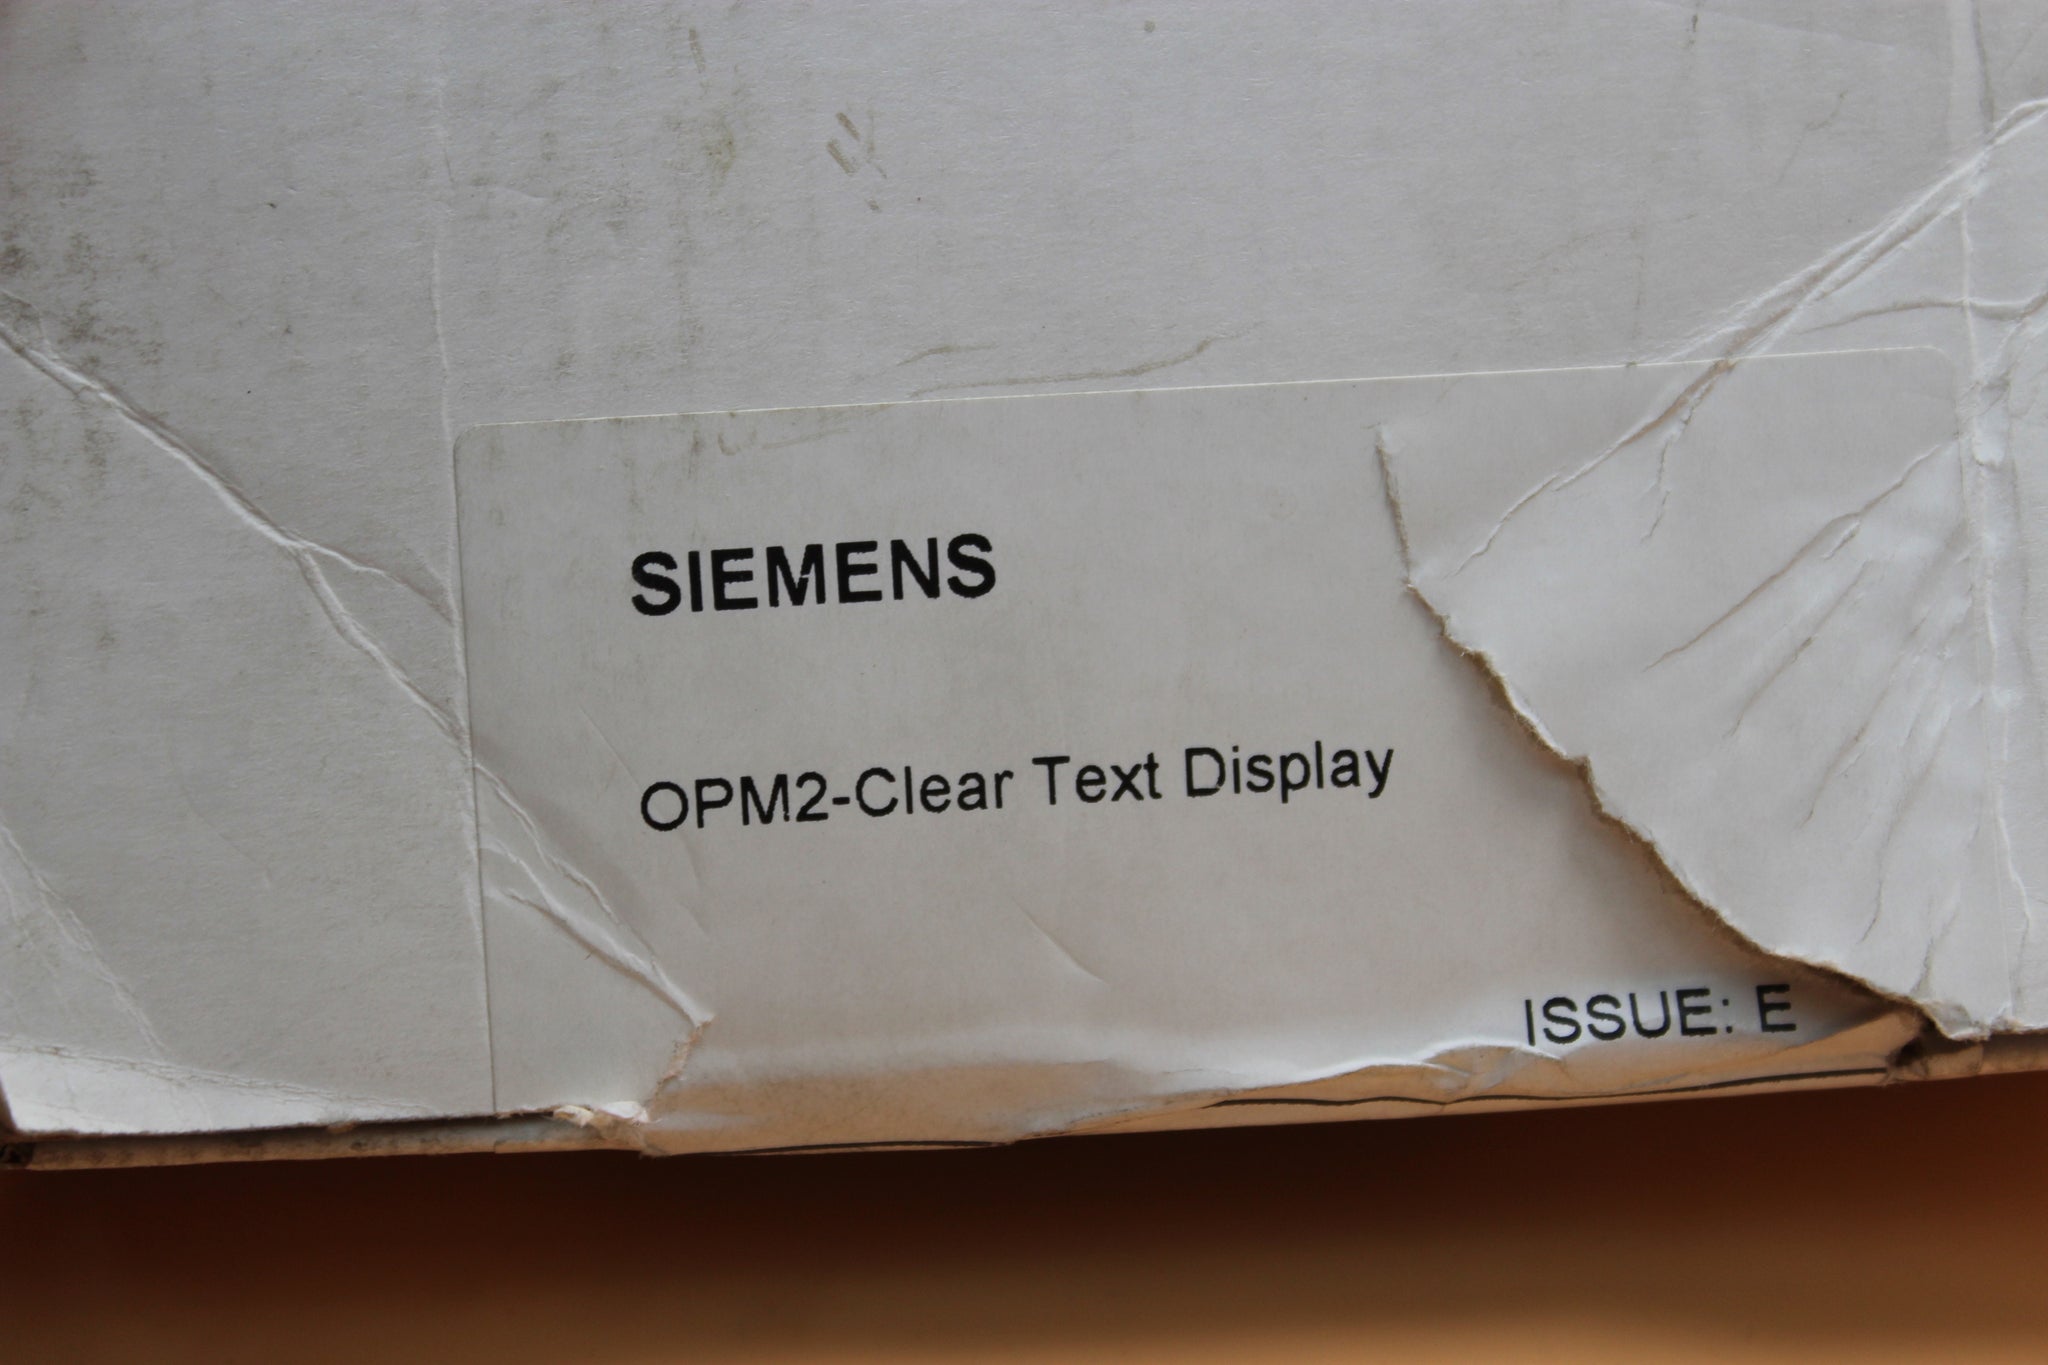 SIEMENS
OPM2-Clear Text Display
ISSUE: E